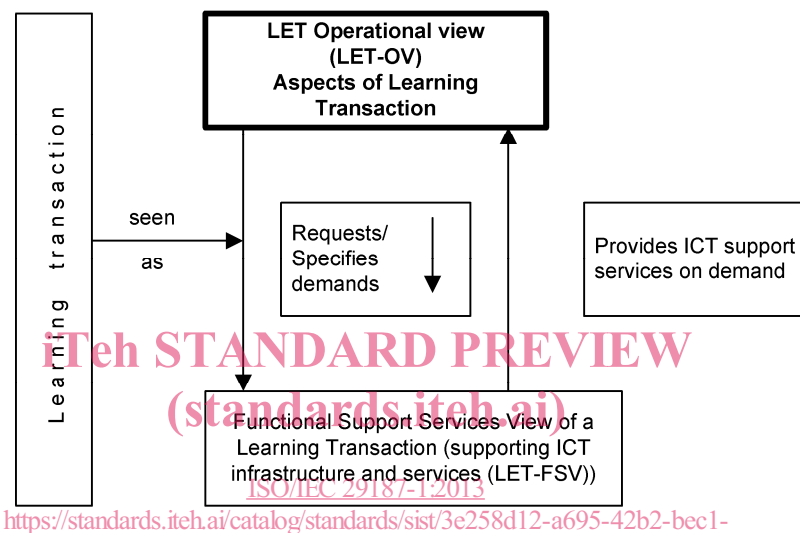 LET Operational view
(LET-OV)
Aspects of Learning
Transaction
Learning transaction
seen
as
Requests/
Specifies
demands
Provides ICT support
services on demand
iTeh STANDARD PREVIEW
(standards.iteh.ai)
Functional Support Services View of a
Learning Transaction (supporting ICT
infrastructure and services (LET-FSV))
ISO/IEC 29187-1:2013
https://standards.iteh.ai/catalog/standards/sist/3e258d12-a695-42b2-bec1-